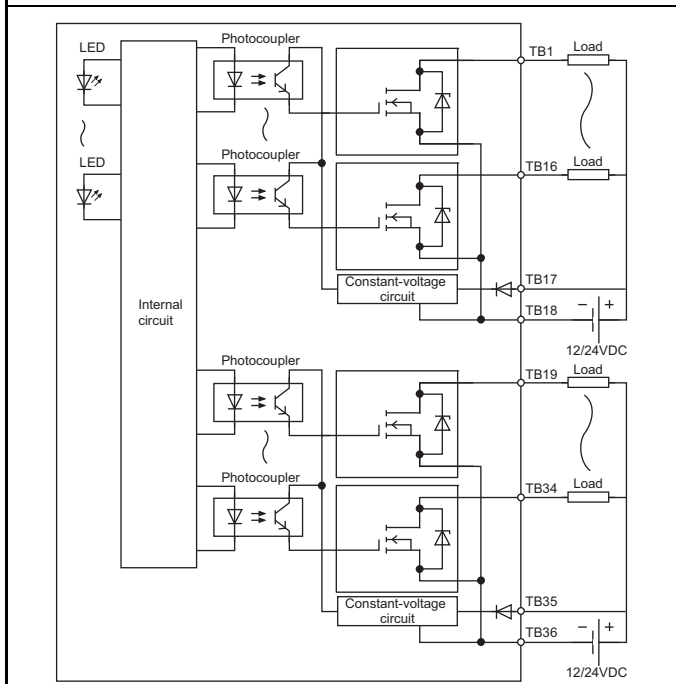 LED
Photocoupler
TB1
Load
LED
Photocoupler
TB16
Load
Constant-voltage
circuit
TB17
Internal
circuit
TB18
− +
12/24VDC
Photocoupler
TB19
Load
Photocoupler
TB34
Load
Constant-voltage
circuit
TB35
TB36
− +
12/24VDC